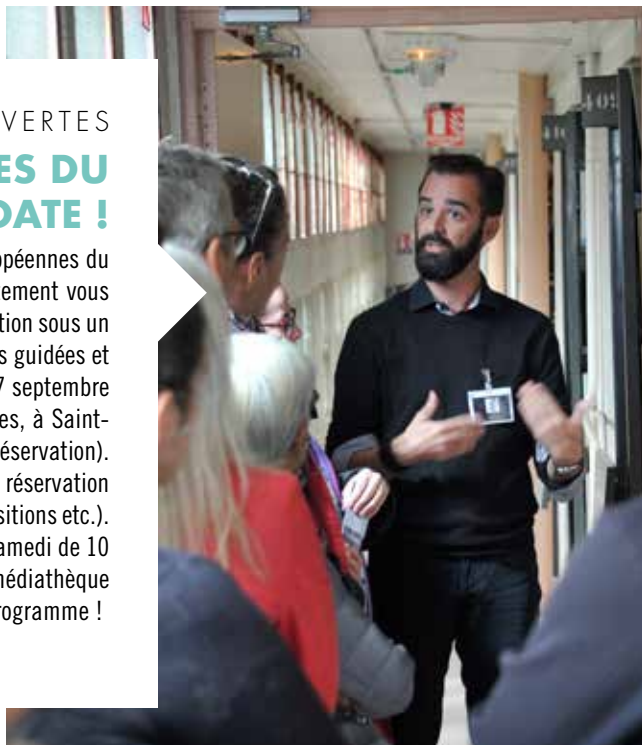 VERTES
ES DU
DATE !
opéennes du
tement vous
tion sous un
s guidées et
7 septembre
es, à Saint-
éservation).
réservation
sitions etc.).
amedi de 10
médiathèque
rogramme !